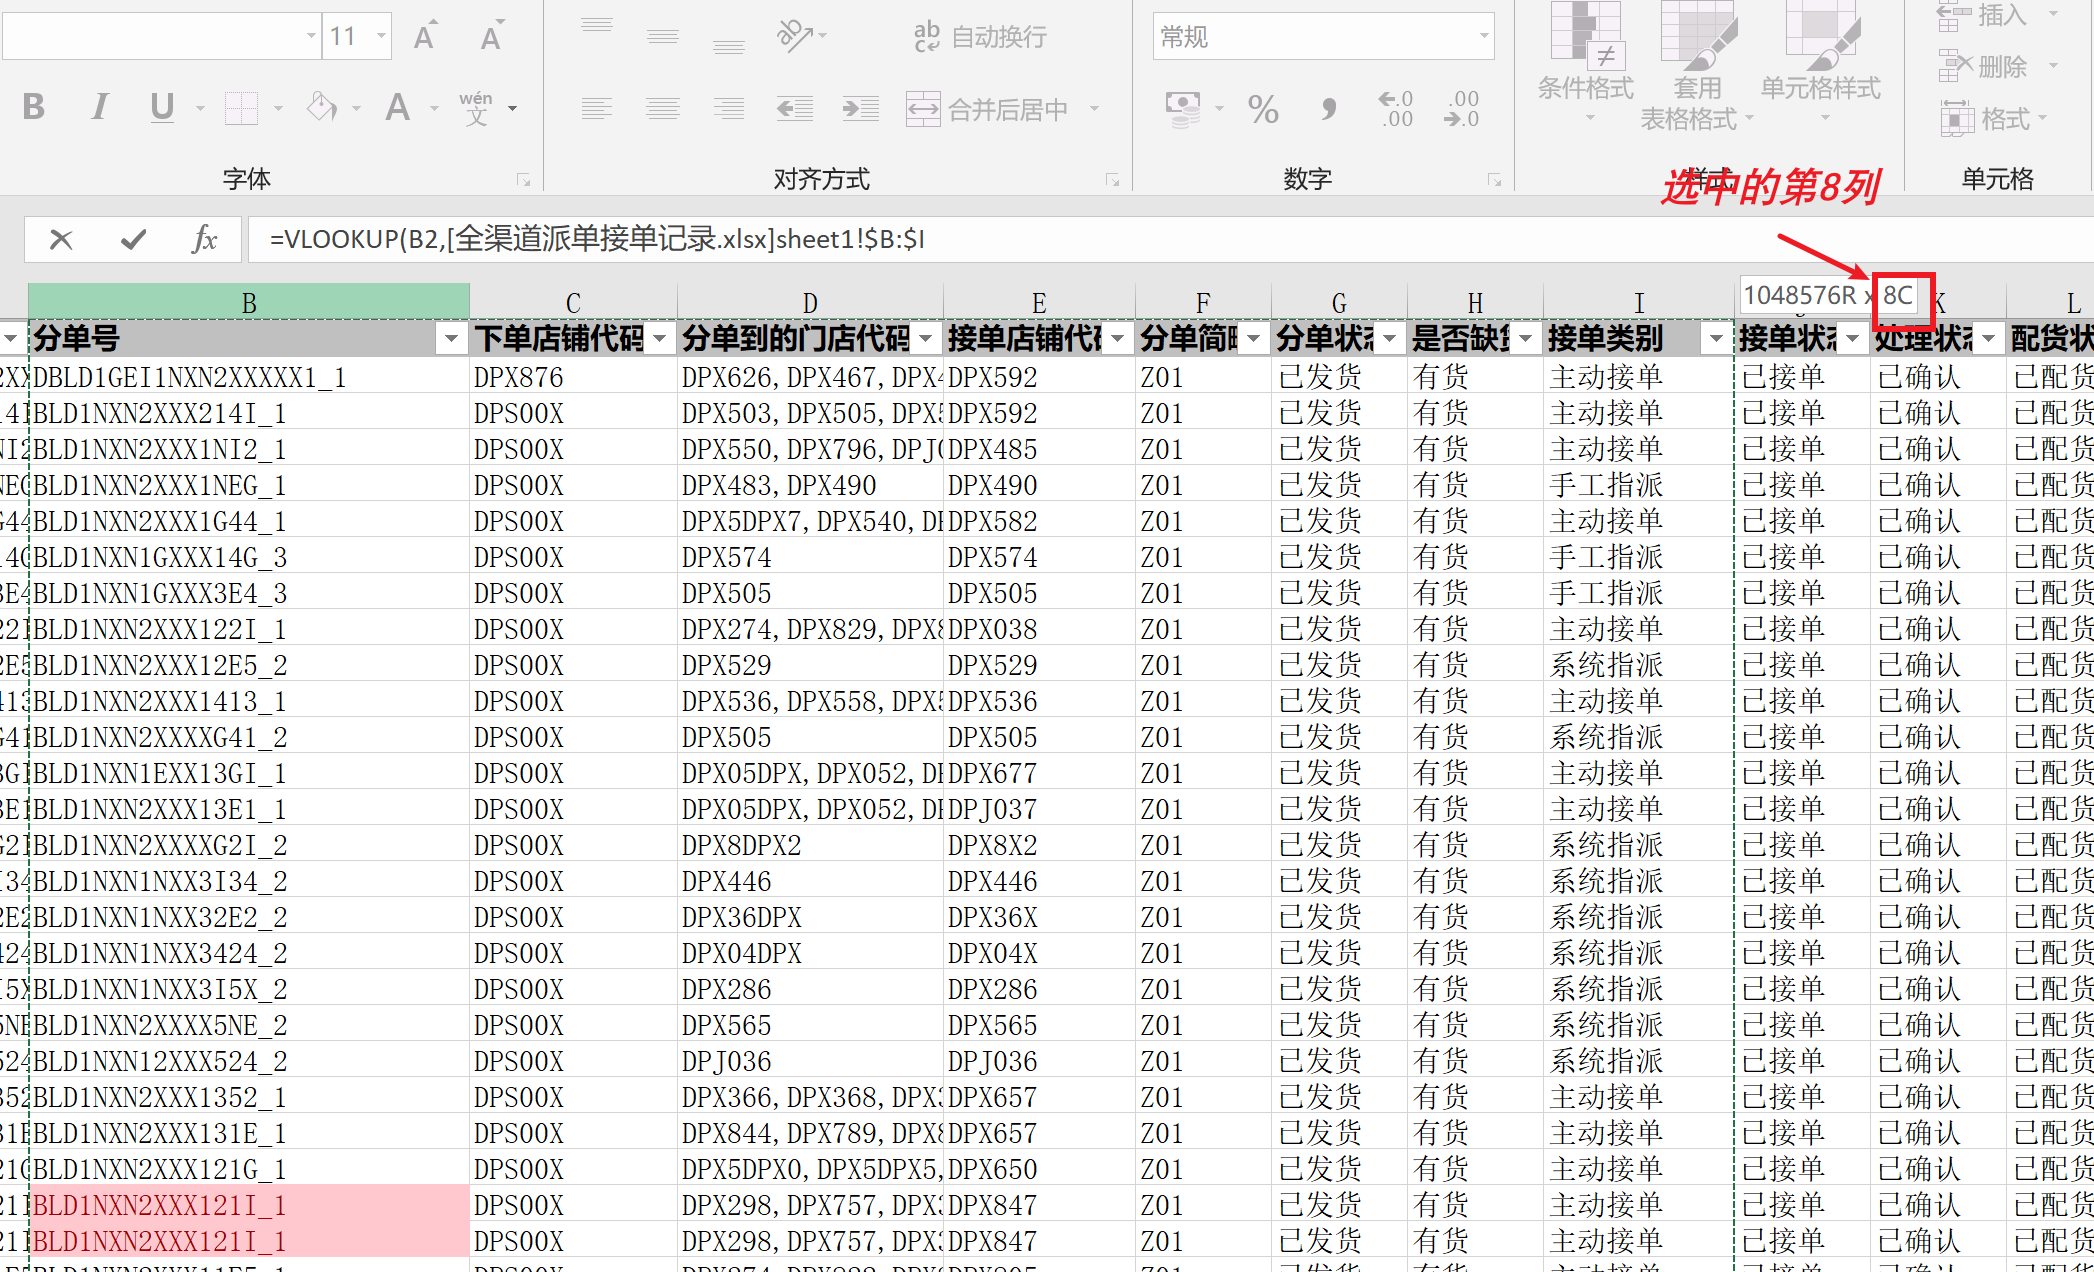 11 A A ab c 自动换行 常规 插入
B I U A wén 文 合并后居中 % , .0 .00 .00 .0 条件格式 套用 表格格式 单元格样式 删除 格式
字体 对齐方式 数字 样式 单元格
选中的第8列
fx =VLOOKUP(B2,[全渠道派单接单记录.xlsx]sheet1!$B:$I
1048576R x 8C
B C D E F G H I K L
分单号 下单店铺代码 分单到的门店代码 接单店铺代 分单简 分单状 是否缺 接单类别 接单状 处理状 配货状
DBLD1GEI1NXN2XXXXX1_1 DPX876 DPX626,DPX467,DPX DPX592 Z01 已发货 有货 主动接单 已接单 已确认 已配货
BLD1NXN2XXX214I_1 DPS00X DPX503,DPX505,DPX DPX592 Z01 已发货 有货 主动接单 已接单 已确认 已配货
BLD1NXN2XXX1NI2_1 DPS00X DPX550,DPX796,DPJ DPX485 Z01 已发货 有货 主动接单 已接单 已确认 已配货
BLD1NXN2XXX1NEG_1 DPS00X DPX483,DPX490 DPX490 Z01 已发货 有货 手工指派 已接单 已确认 已配货
BLD1NXN2XXX1G44_1 DPS00X DPX5DPX7,DPX540,D DPX582 Z01 已发货 有货 主动接单 已接单 已确认 已配货
BLD1NXN1GXXX14G_3 DPS00X DPX574 DPX574 Z01 已发货 有货 手工指派 已接单 已确认 已配货
BLD1NXN1GXXX3E4_3 DPS00X DPX505 DPX505 Z01 已发货 有货 手工指派 已接单 已确认 已配货
BLD1NXN2XXX122I_1 DPS00X DPX274,DPX829,DPX DPX038 Z01 已发货 有货 主动接单 已接单 已确认 已配货
BLD1NXN2XXX12E5_2 DPS00X DPX529 DPX529 Z01 已发货 有货 系统指派 已接单 已确认 已配货
BLD1NXN2XXX1413_1 DPS00X DPX536,DPX558,DPX DPX536 Z01 已发货 有货 主动接单 已接单 已确认 已配货
BLD1NXN2XXXXG41_2 DPS00X DPX505 DPX505 Z01 已发货 有货 系统指派 已接单 已确认 已配货
BLD1NXN1EXX13GI_1 DPS00X DPX05DPX,DPX052,D DPX677 Z01 已发货 有货 主动接单 已接单 已确认 已配货
BLD1NXN2XXX13E1_1 DPS00X DPX05DPX,DPX052,D DPJ037 Z01 已发货 有货 主动接单 已接单 已确认 已配货
BLD1NXN2XXXXG2I_2 DPS00X DPX8DPX2 DPX8X2 Z01 已发货 有货 系统指派 已接单 已确认 已配货
BLD1NXN1NXX3I34_2 DPS00X DPX446 DPX446 Z01 已发货 有货 系统指派 已接单 已确认 已配货
BLD1NXN1NXX32E2_2 DPS00X DPX36DPX DPX36X Z01 已发货 有货 系统指派 已接单 已确认 已配货
BLD1NXN1NXX3424_2 DPS00X DPX04DPX DPX04X Z01 已发货 有货 系统指派 已接单 已确认 已配货
BLD1NXN1NXX3I5X_2 DPS00X DPX286 DPX286 Z01 已发货 有货 系统指派 已接单 已确认 已配货
BLD1NXN2XXXX5NE_2 DPS00X DPX565 DPX565 Z01 已发货 有货 系统指派 已接单 已确认 已配货
BLD1NXN12XXX524_2 DPS00X DPJ036 DPJ036 Z01 已发货 有货 系统指派 已接单 已确认 已配货
BLD1NXN2XXX1352_1 DPS00X DPX366,DPX368,DPX DPX657 Z01 已发货 有货 主动接单 已接单 已确认 已配货
BLD1NXN2XXX131E_1 DPS00X DPX844,DPX789,DPX DPX657 Z01 已发货 有货 主动接单 已接单 已确认 已配货
BLD1NXN2XXX121G_1 DPS00X DPX5DPX0,DPX5DPX5, DPX650 Z01 已发货 有货 主动接单 已接单 已确认 已配货
BLD1NXN2XXX121I_1 DPS00X DPX298,DPX757,DPX DPX847 Z01 已发货 有货 主动接单 已接单 已确认 已配货
BLD1NXN2XXX121I_1 DPS00X DPX298,DPX757,DPX DPX847 Z01 已发货 有货 主动接单 已接单 已确认 已配货